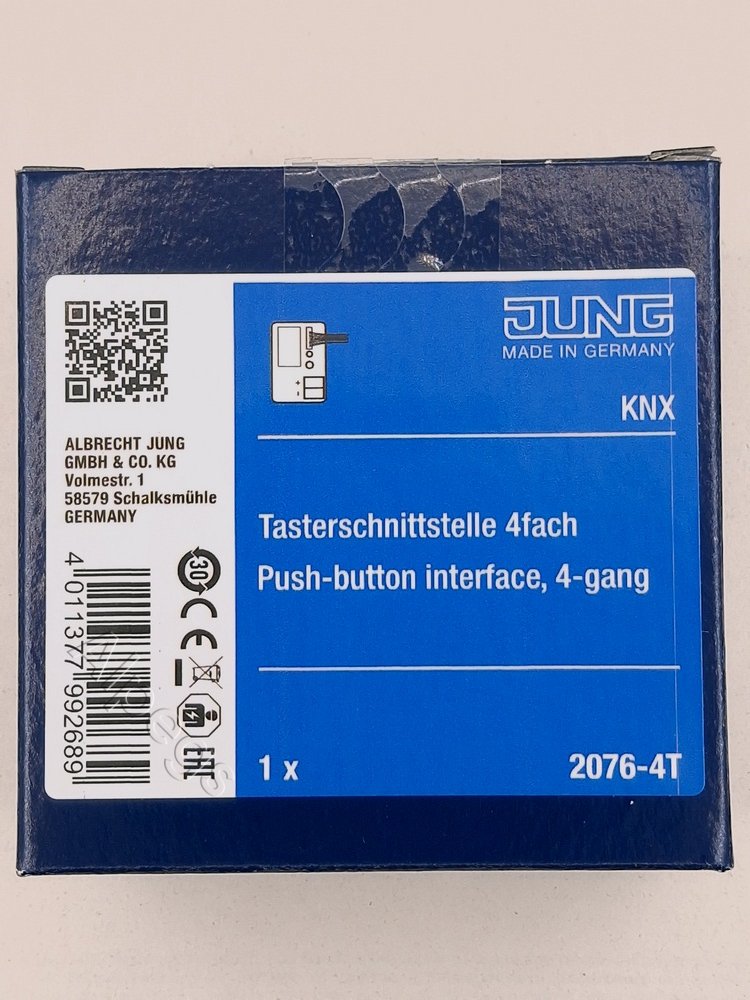 JUNG
MADE IN GERMANY
KNX
ALBRECHT JUNG
GMBH & CO. KG
Volmestr. 1
58579 Schalksmühle
GERMANY
Tasterschnittstelle 4fach
Push-button interface, 4-gang
4 011377 992689
30
CE
EAC
1 x
2076-4T